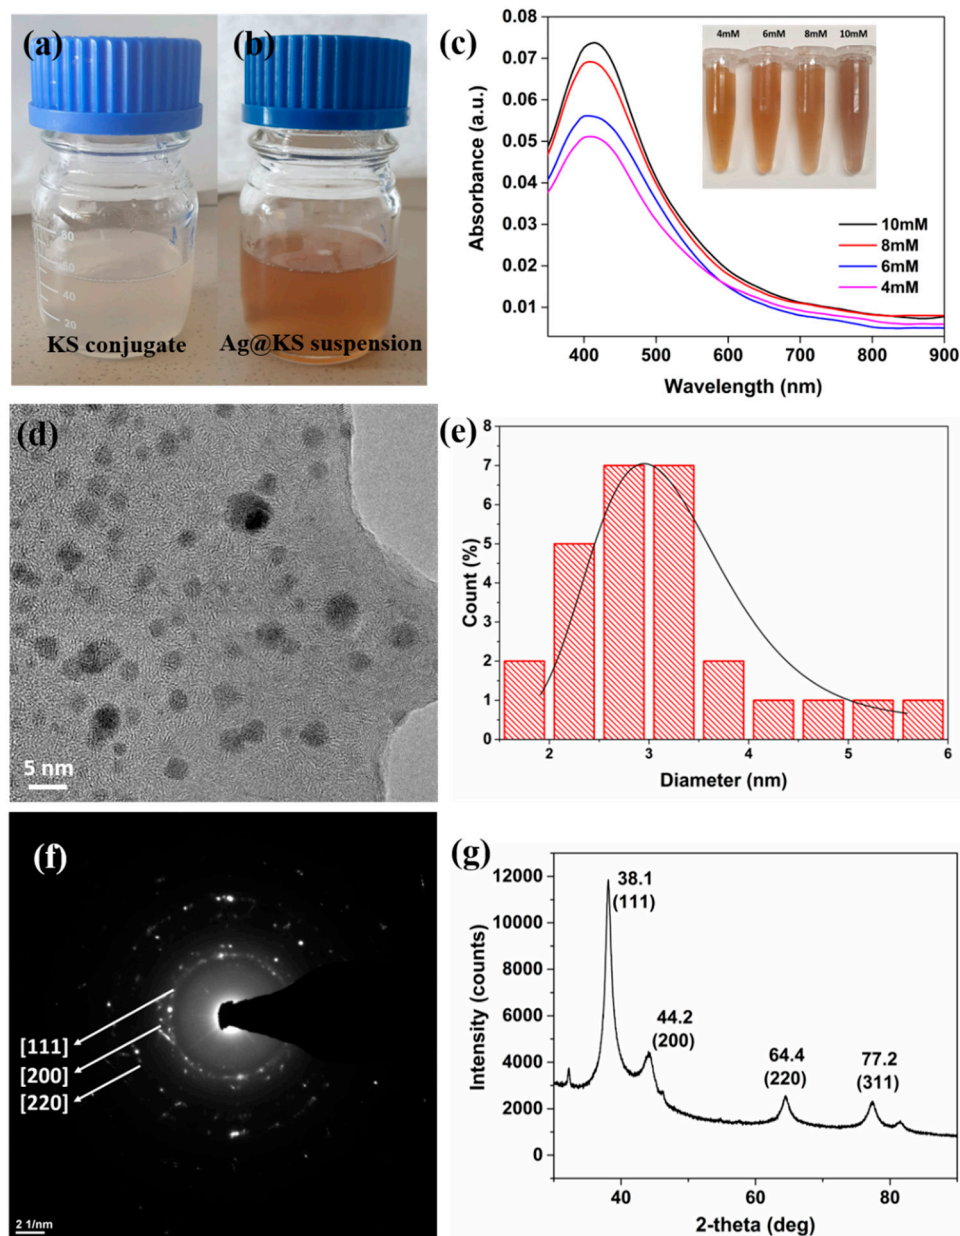 (a)
(b)
80
60
40
20
KS conjugate
Ag@KS suspension
(c)
0.08
0.07
0.06
0.05
0.04
0.03
0.02
0.01
Absorbance (a.u.)
4mM 6mM 8mM 10mM
10mM
8mM
6mM
4mM
400 500 600 700 800 900
Wavelength (nm)
(d)
5 nm
(e)
8
7
6
5
4
3
2
1
0
Count (%)
2 3 4 5 6
Diameter (nm)
(f)
[111]
[200]
[220]
2 1/nm
(g)
12000
10000
8000
6000
4000
2000
0
Intensity (counts)
38.1
(111)
44.2
(200)
64.4
(220)
77.2
(311)
40 60 80
2-theta (deg)